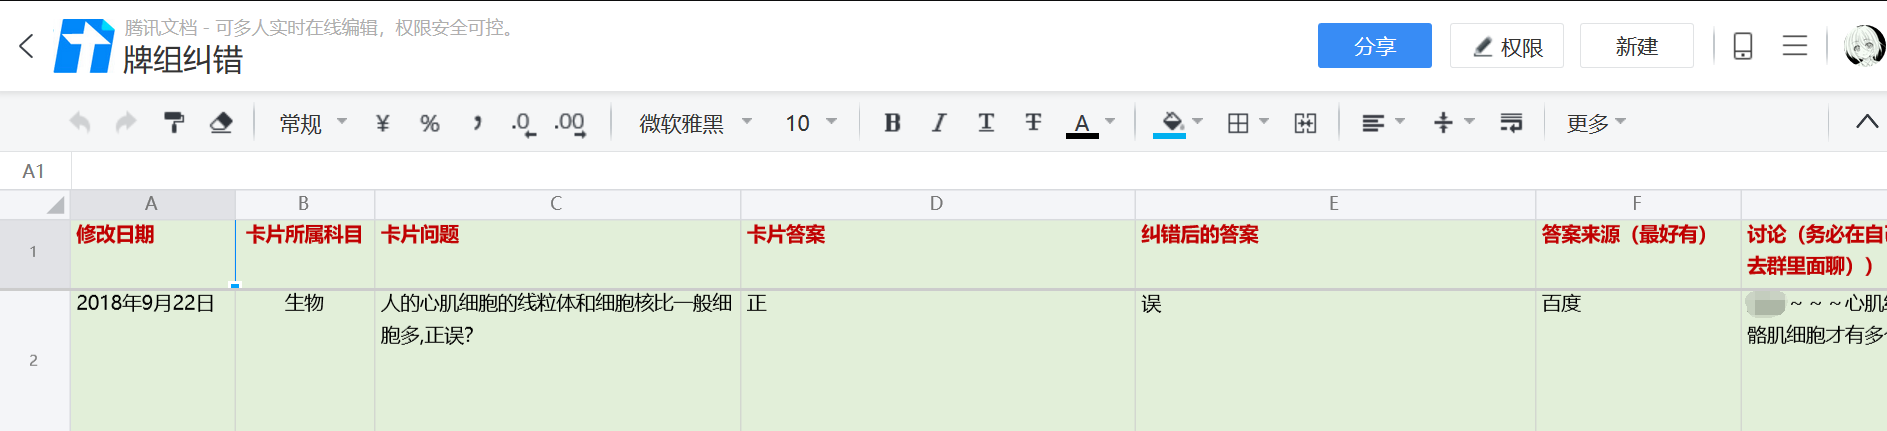 腾讯文档 - 可多人实时在线编辑，权限安全可控。
牌组纠错
分享
权限
新建
常规
¥
%
,
.0
.00
微软雅黑
10
B
I
T
T
A
更多
A1
A
B
C
D
E
F
1
修改日期
卡片所属科目
卡片问题
卡片答案
纠错后的答案
答案来源（最好有）
讨论（务必在自
去群里面聊））
2
2018年9月22日
生物
人的心肌细胞的线粒体和细胞核比一般细
胞多,正误?
正
误
百度
～～～心肌
骼肌细胞才有多